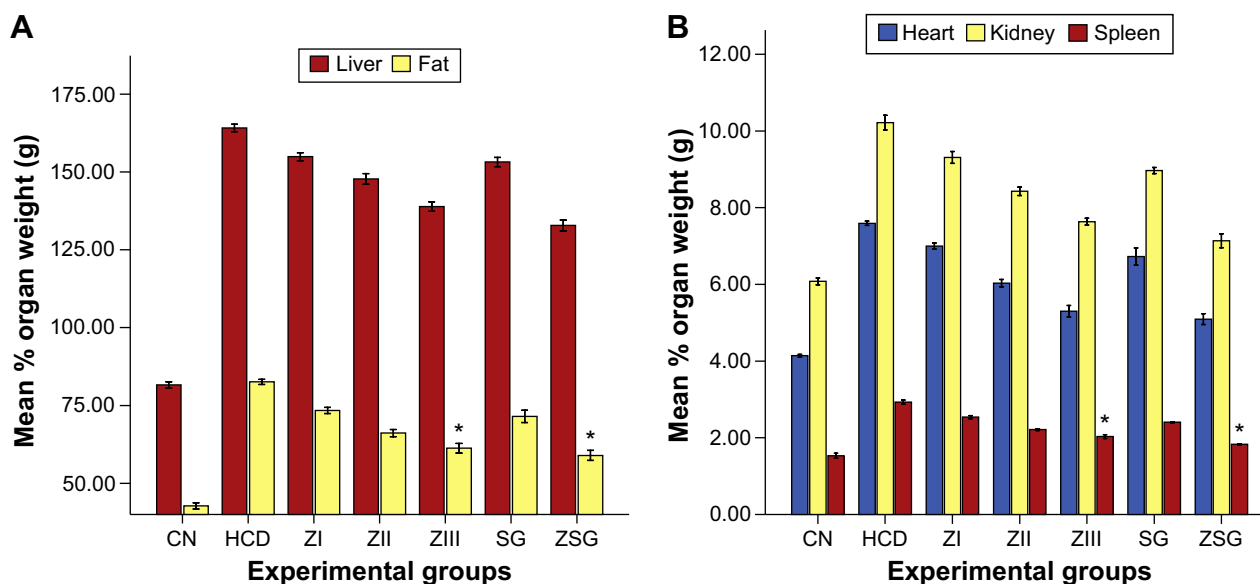 A
Liver Fat
Mean % organ weight (g)
175.00
150.00
125.00
100.00
75.00
50.00
* *
CN HCD ZI ZII ZIII SG ZSG
Experimental groups
B
Heart Kidney Spleen
Mean % organ weight (g)
12.00
10.00
8.00
6.00
4.00
2.00
0.00
* *
CN HCD ZI ZII ZIII SG ZSG
Experimental groups